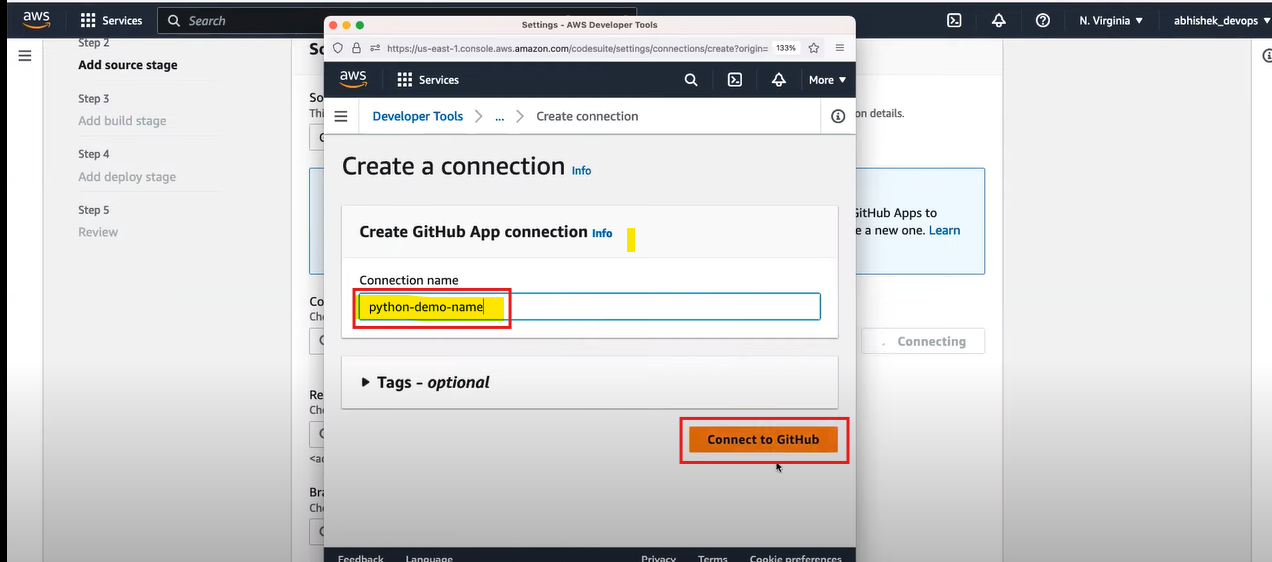 aws Services Search N. Virginia ▼ abhishek_devops ▼
Step 2
Add source stage
Step 3
Add build stage
Step 4
Add deploy stage
Step 5
Review
on details.
GitHub Apps to
e a new one. Learn
Connecting
Settings - AWS Developer Tools
https://us-east-1.console.aws.amazon.com/codesuite/settings/connections/create?origin= 133%
aws Services More ▼
Developer Tools > ... > Create connection
Create a connection Info
Create GitHub App connection Info
Connection name
python-demo-name
Tags - optional
Connect to GitHub
Feedback Language Privacy Terms Cookie preferences